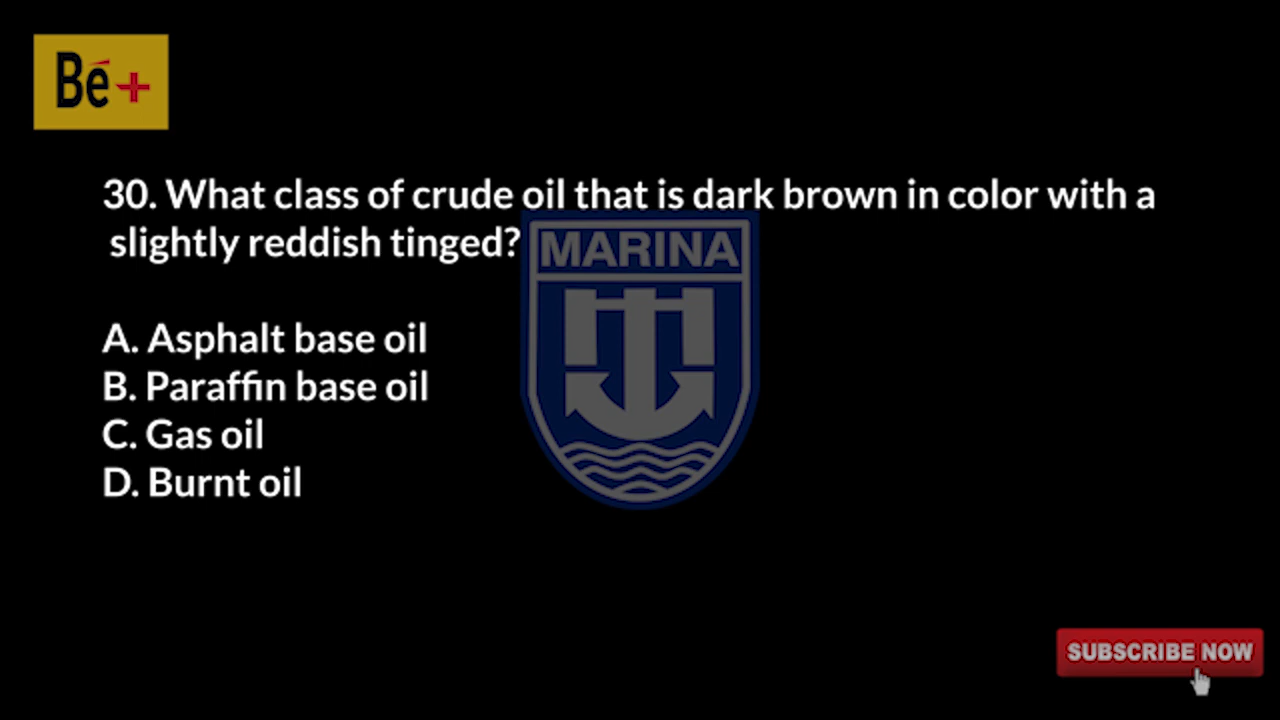 Bé+
30. What class of crude oil that is dark brown in color with a
slightly reddish tinged?
MARINA
A. Asphalt base oil
B. Paraffin base oil
C. Gas oil
D. Burnt oil
SUBSCRIBE NOW